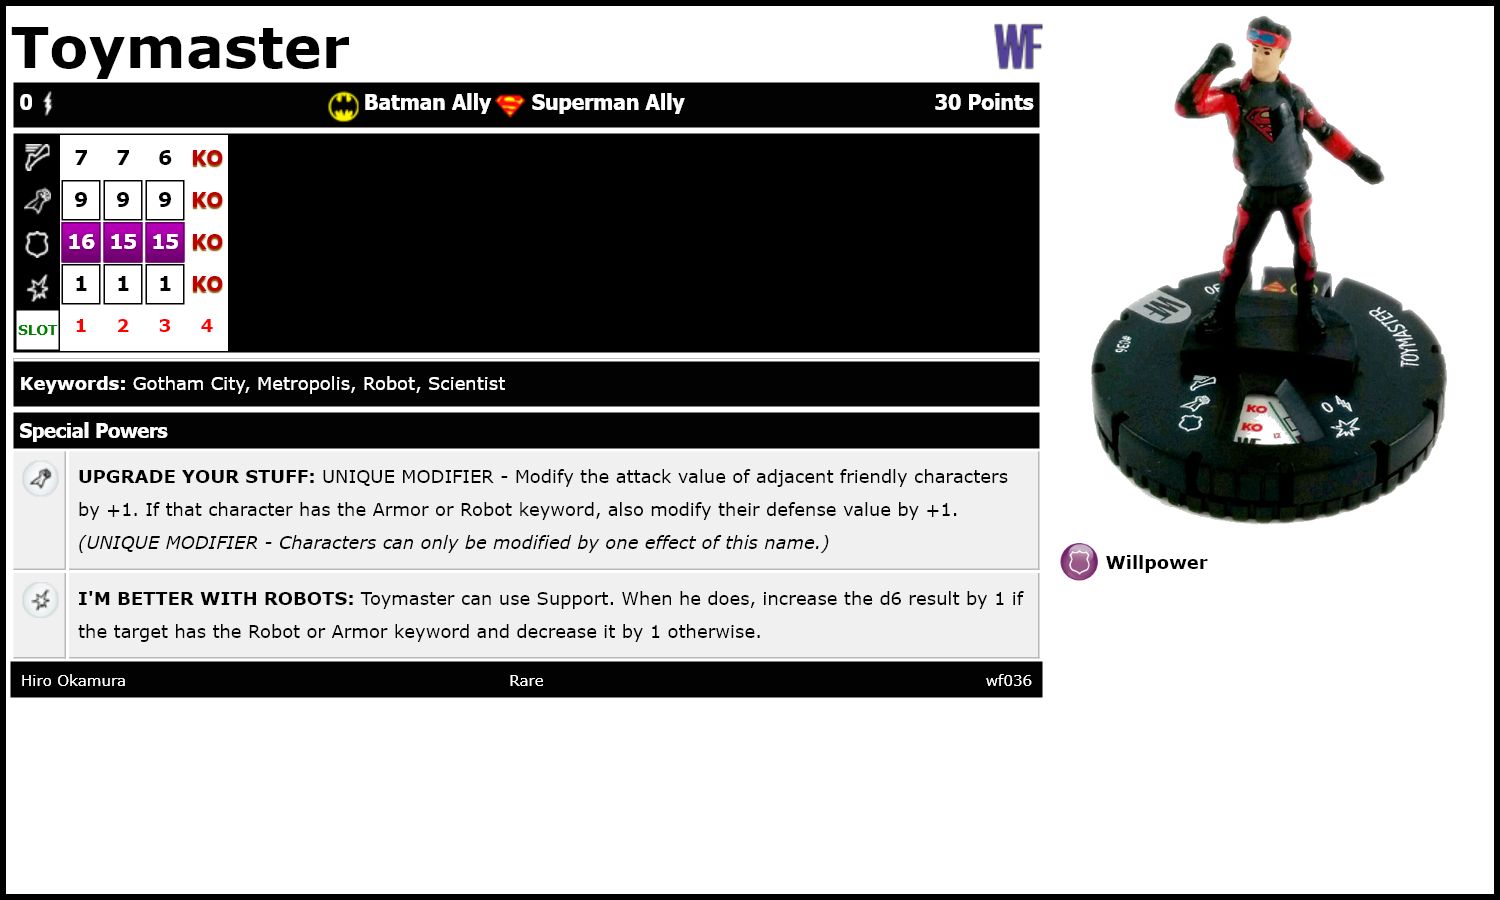 Toymaster
WF
0 Batman Ally Superman Ally 30 Points
7 7 6 KO
9 9 9 KO
16 15 15 KO
1 1 1 KO
SLOT 1 2 3 4
Keywords: Gotham City, Metropolis, Robot, Scientist
Special Powers
UPGRADE YOUR STUFF: UNIQUE MODIFIER - Modify the attack value of adjacent friendly characters
by +1. If that character has the Armor or Robot keyword, also modify their defense value by +1.
(UNIQUE MODIFIER - Characters can only be modified by one effect of this name.)
I'M BETTER WITH ROBOTS: Toymaster can use Support. When he does, increase the d6 result by 1 if
the target has the Robot or Armor keyword and decrease it by 1 otherwise.
Hiro Okamura Rare wf036
WF
#036
TOYMASTER
KO
KO
12
0
Willpower